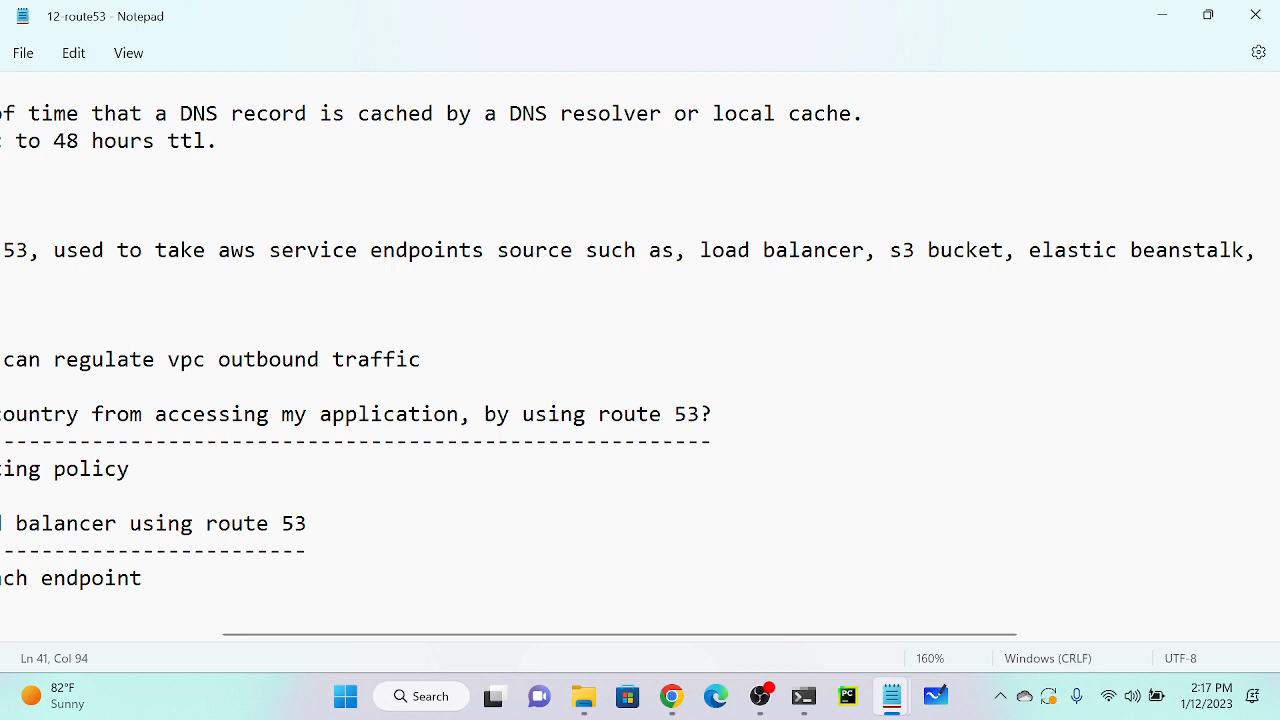 12-route53 - Notepad
File Edit View
of time that a DNS record is cached by a DNS resolver or local cache.
to 48 hours ttl.
53, used to take aws service endpoints source such as, load balancer, s3 bucket, elastic beanstalk,
can regulate vpc outbound traffic
country from accessing my application, by using route 53?
-------------------------------------------------------
ting policy
balancer using route 53
-----------------------
ach endpoint
Ln 41, Col 94 160% Windows (CRLF) UTF-8
82°F
Sunny
Search
PC
2:17 PM
1/12/2023